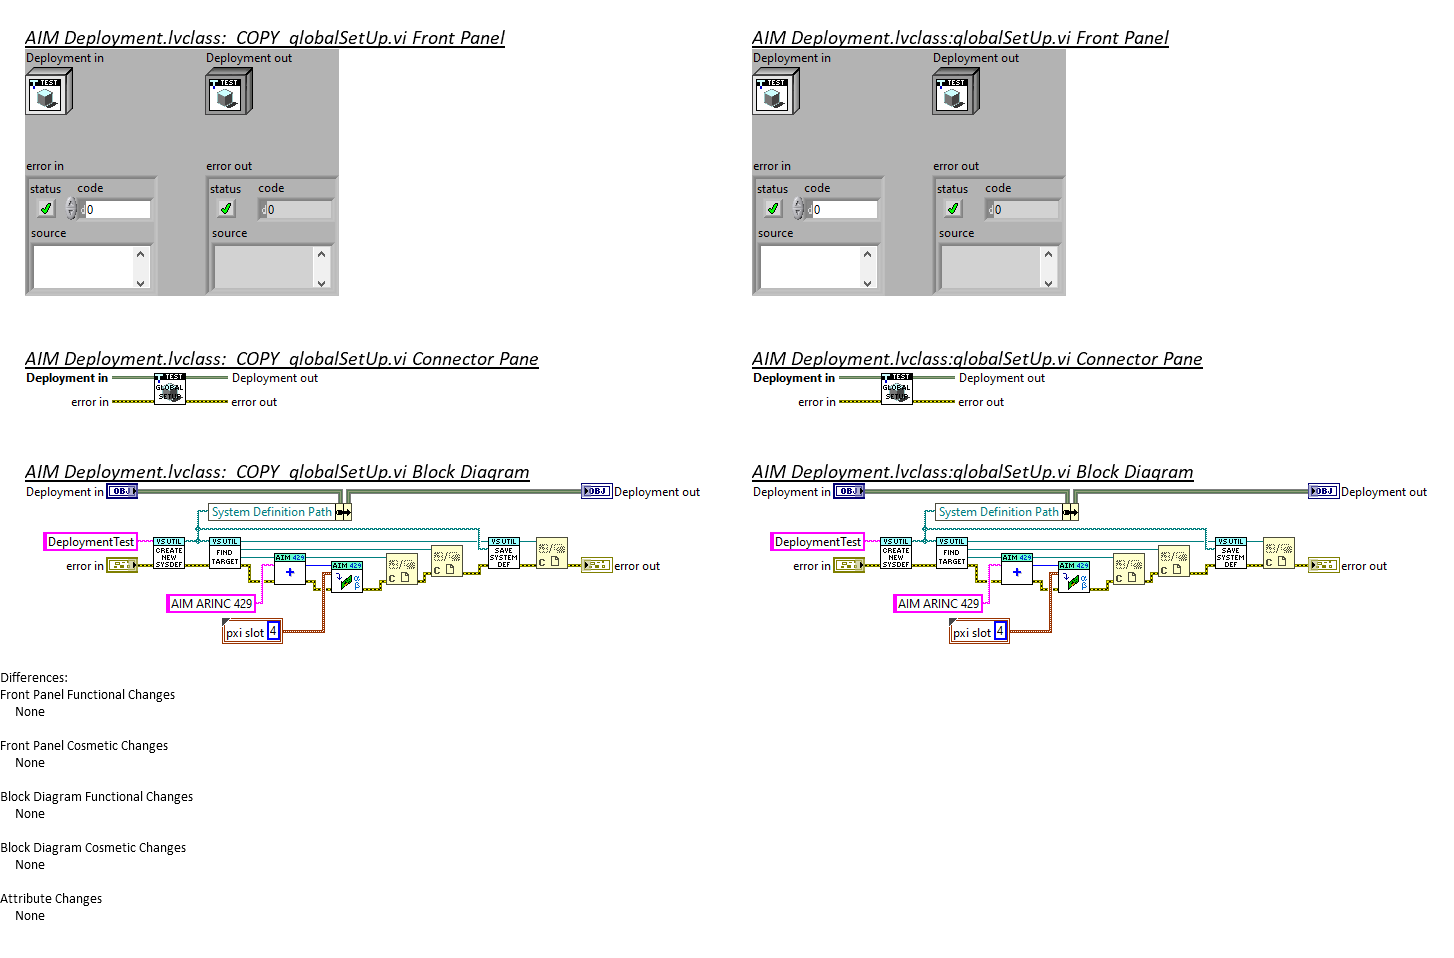 AIM Deployment.lvclass:_COPY_globalSetUp.vi Front Panel
Deployment in
Deployment out
TEST
TEST
error in
error out
status
code
status
code
d0
d0
source
source
AIM Deployment.lvclass:globalSetUp.vi Front Panel
Deployment in
Deployment out
TEST
TEST
error in
error out
status
code
status
code
d0
d0
source
source
AIM Deployment.lvclass:_COPY_globalSetUp.vi Connector Pane
Deployment in
TEST
GLOBAL
SETUP
Deployment out
error in
error out
AIM Deployment.lvclass:globalSetUp.vi Connector Pane
Deployment in
TEST
GLOBAL
SETUP
Deployment out
error in
error out
AIM Deployment.lvclass:_COPY_globalSetUp.vi Block Diagram
Deployment in
OBJ
OBJ
Deployment out
System Definition Path
DeploymentTest
VS UTIL
CREATE
NEW
SYSDEF
VS UTIL
FIND
TARGET
VS UTIL
SAVE
SYSTEM
DEF
error in
AIM 429
+
AIM 429
α
β
C
C
C
error out
AIM ARINC 429
pxi slot 4
AIM Deployment.lvclass:globalSetUp.vi Block Diagram
Deployment in
OBJ
OBJ
Deployment out
System Definition Path
DeploymentTest
VS UTIL
CREATE
NEW
SYSDEF
VS UTIL
FIND
TARGET
VS UTIL
SAVE
SYSTEM
DEF
error in
AIM 429
+
AIM 429
α
β
C
C
C
error out
AIM ARINC 429
pxi slot 4
Differences:
Front Panel Functional Changes
None
Front Panel Cosmetic Changes
None
Block Diagram Functional Changes
None
Block Diagram Cosmetic Changes
None
Attribute Changes
None